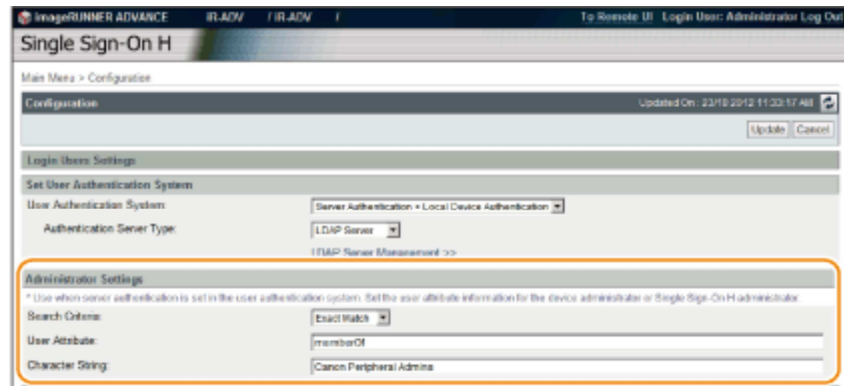 imageRUNNER ADVANCE IR-ADV / IR-ADV / To Remote UI Login User: Administrator Log Out
Single Sign-On H
Main Menu > Configuration
Configuration Updated On : 23/10 2012 11:33:17 AM
Update Cancel
Login Users Settings
Set User Authentication System
User Authentication System: Server Authentication + Local Device Authentication
Authentication Server Type: LDAP Server
LDAP Server Management >>
Administrator Settings
* Use when server authentication is set in the user authentication system. Set the user attribute information for the device administrator or Single Sign-On H administrator.
Search Criteria: Exact Match
User Attribute: memberOf
Character String: Canon Peripheral Admins